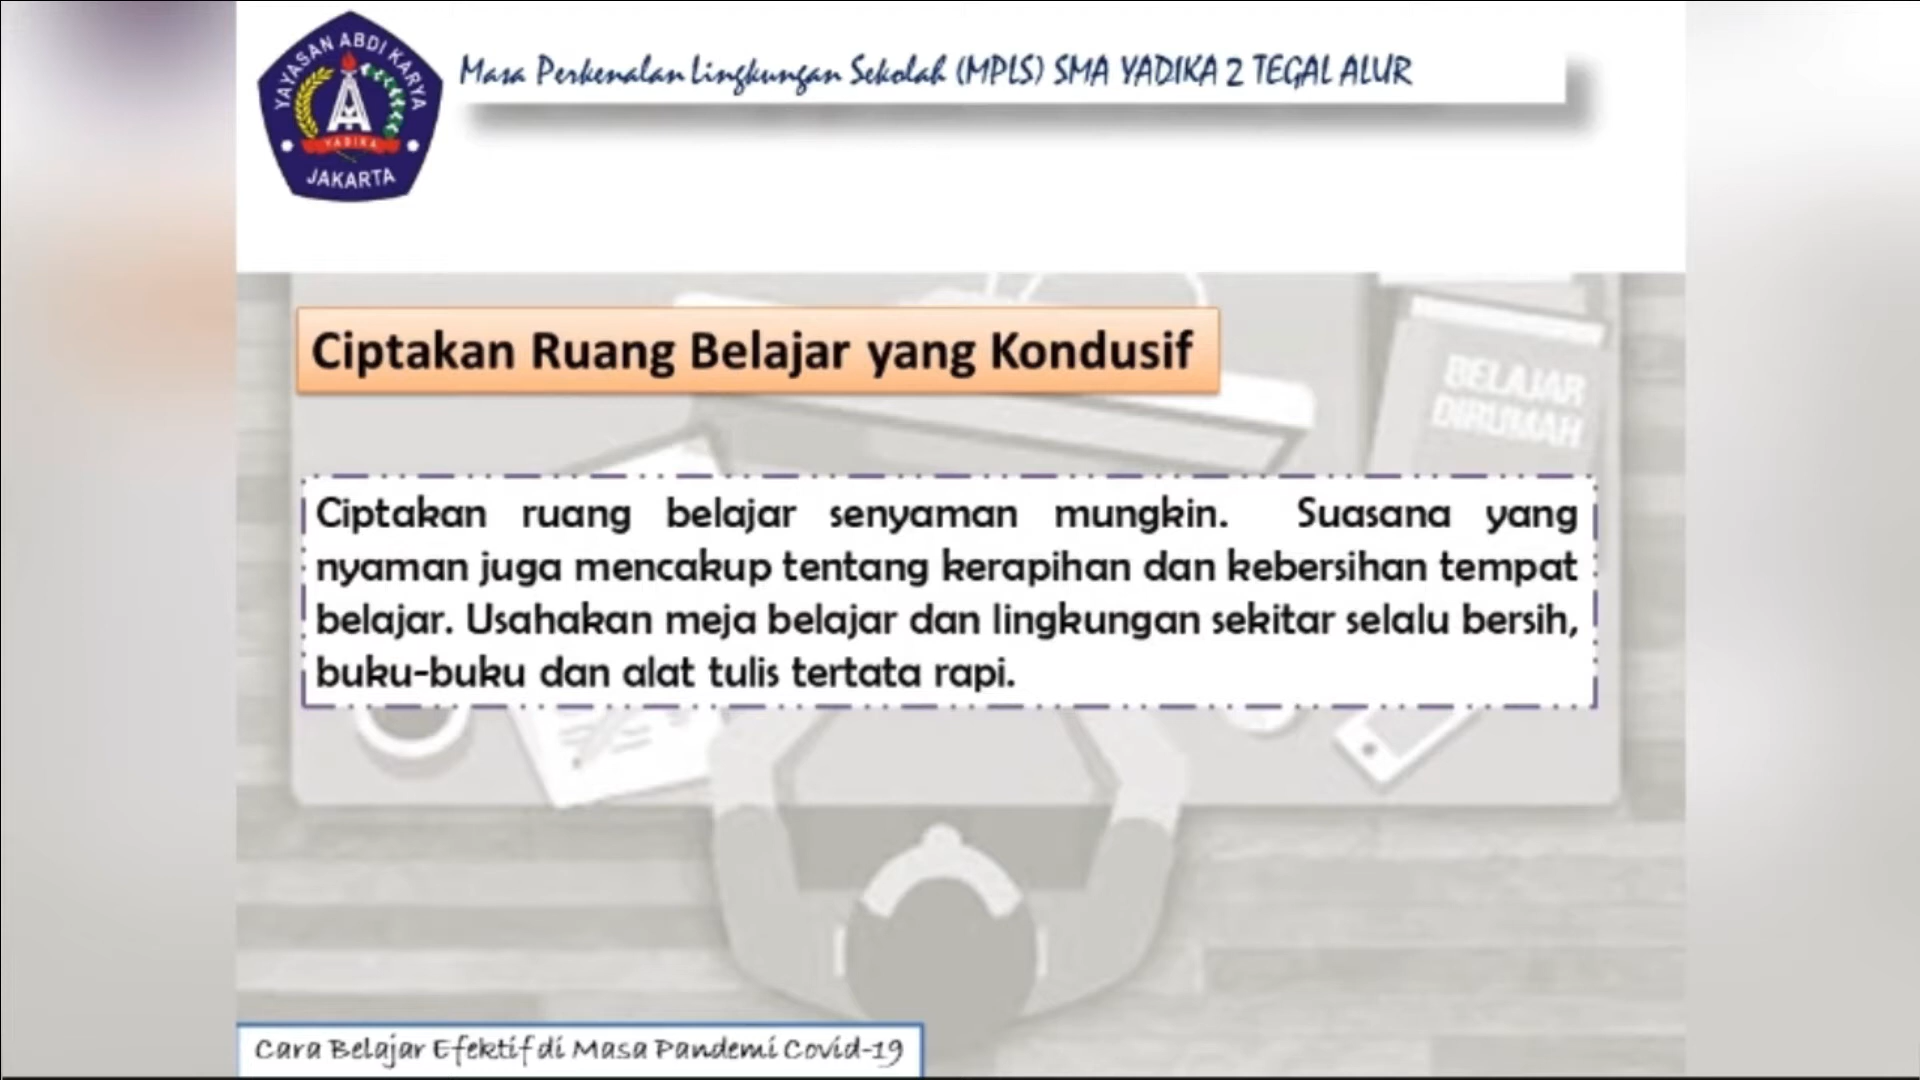 YAYASAN ABDI KARYA
YADIKA
JAKARTA
Masa Perkenalan Lingkungan Sekolah (MPLS) SMA YADIKA 2 TEGAL ALUR
Ciptakan Ruang Belajar yang Kondusif
BELAJAR
DIRUMAH
Ciptakan ruang belajar senyaman mungkin. Suasana yang
nyaman juga mencakup tentang kerapihan dan kebersihan tempat
belajar. Usahakan meja belajar dan lingkungan sekitar selalu bersih,
buku-buku dan alat tulis tertata rapi.
Cara Belajar Efektif di Masa Pandemi Covid-19